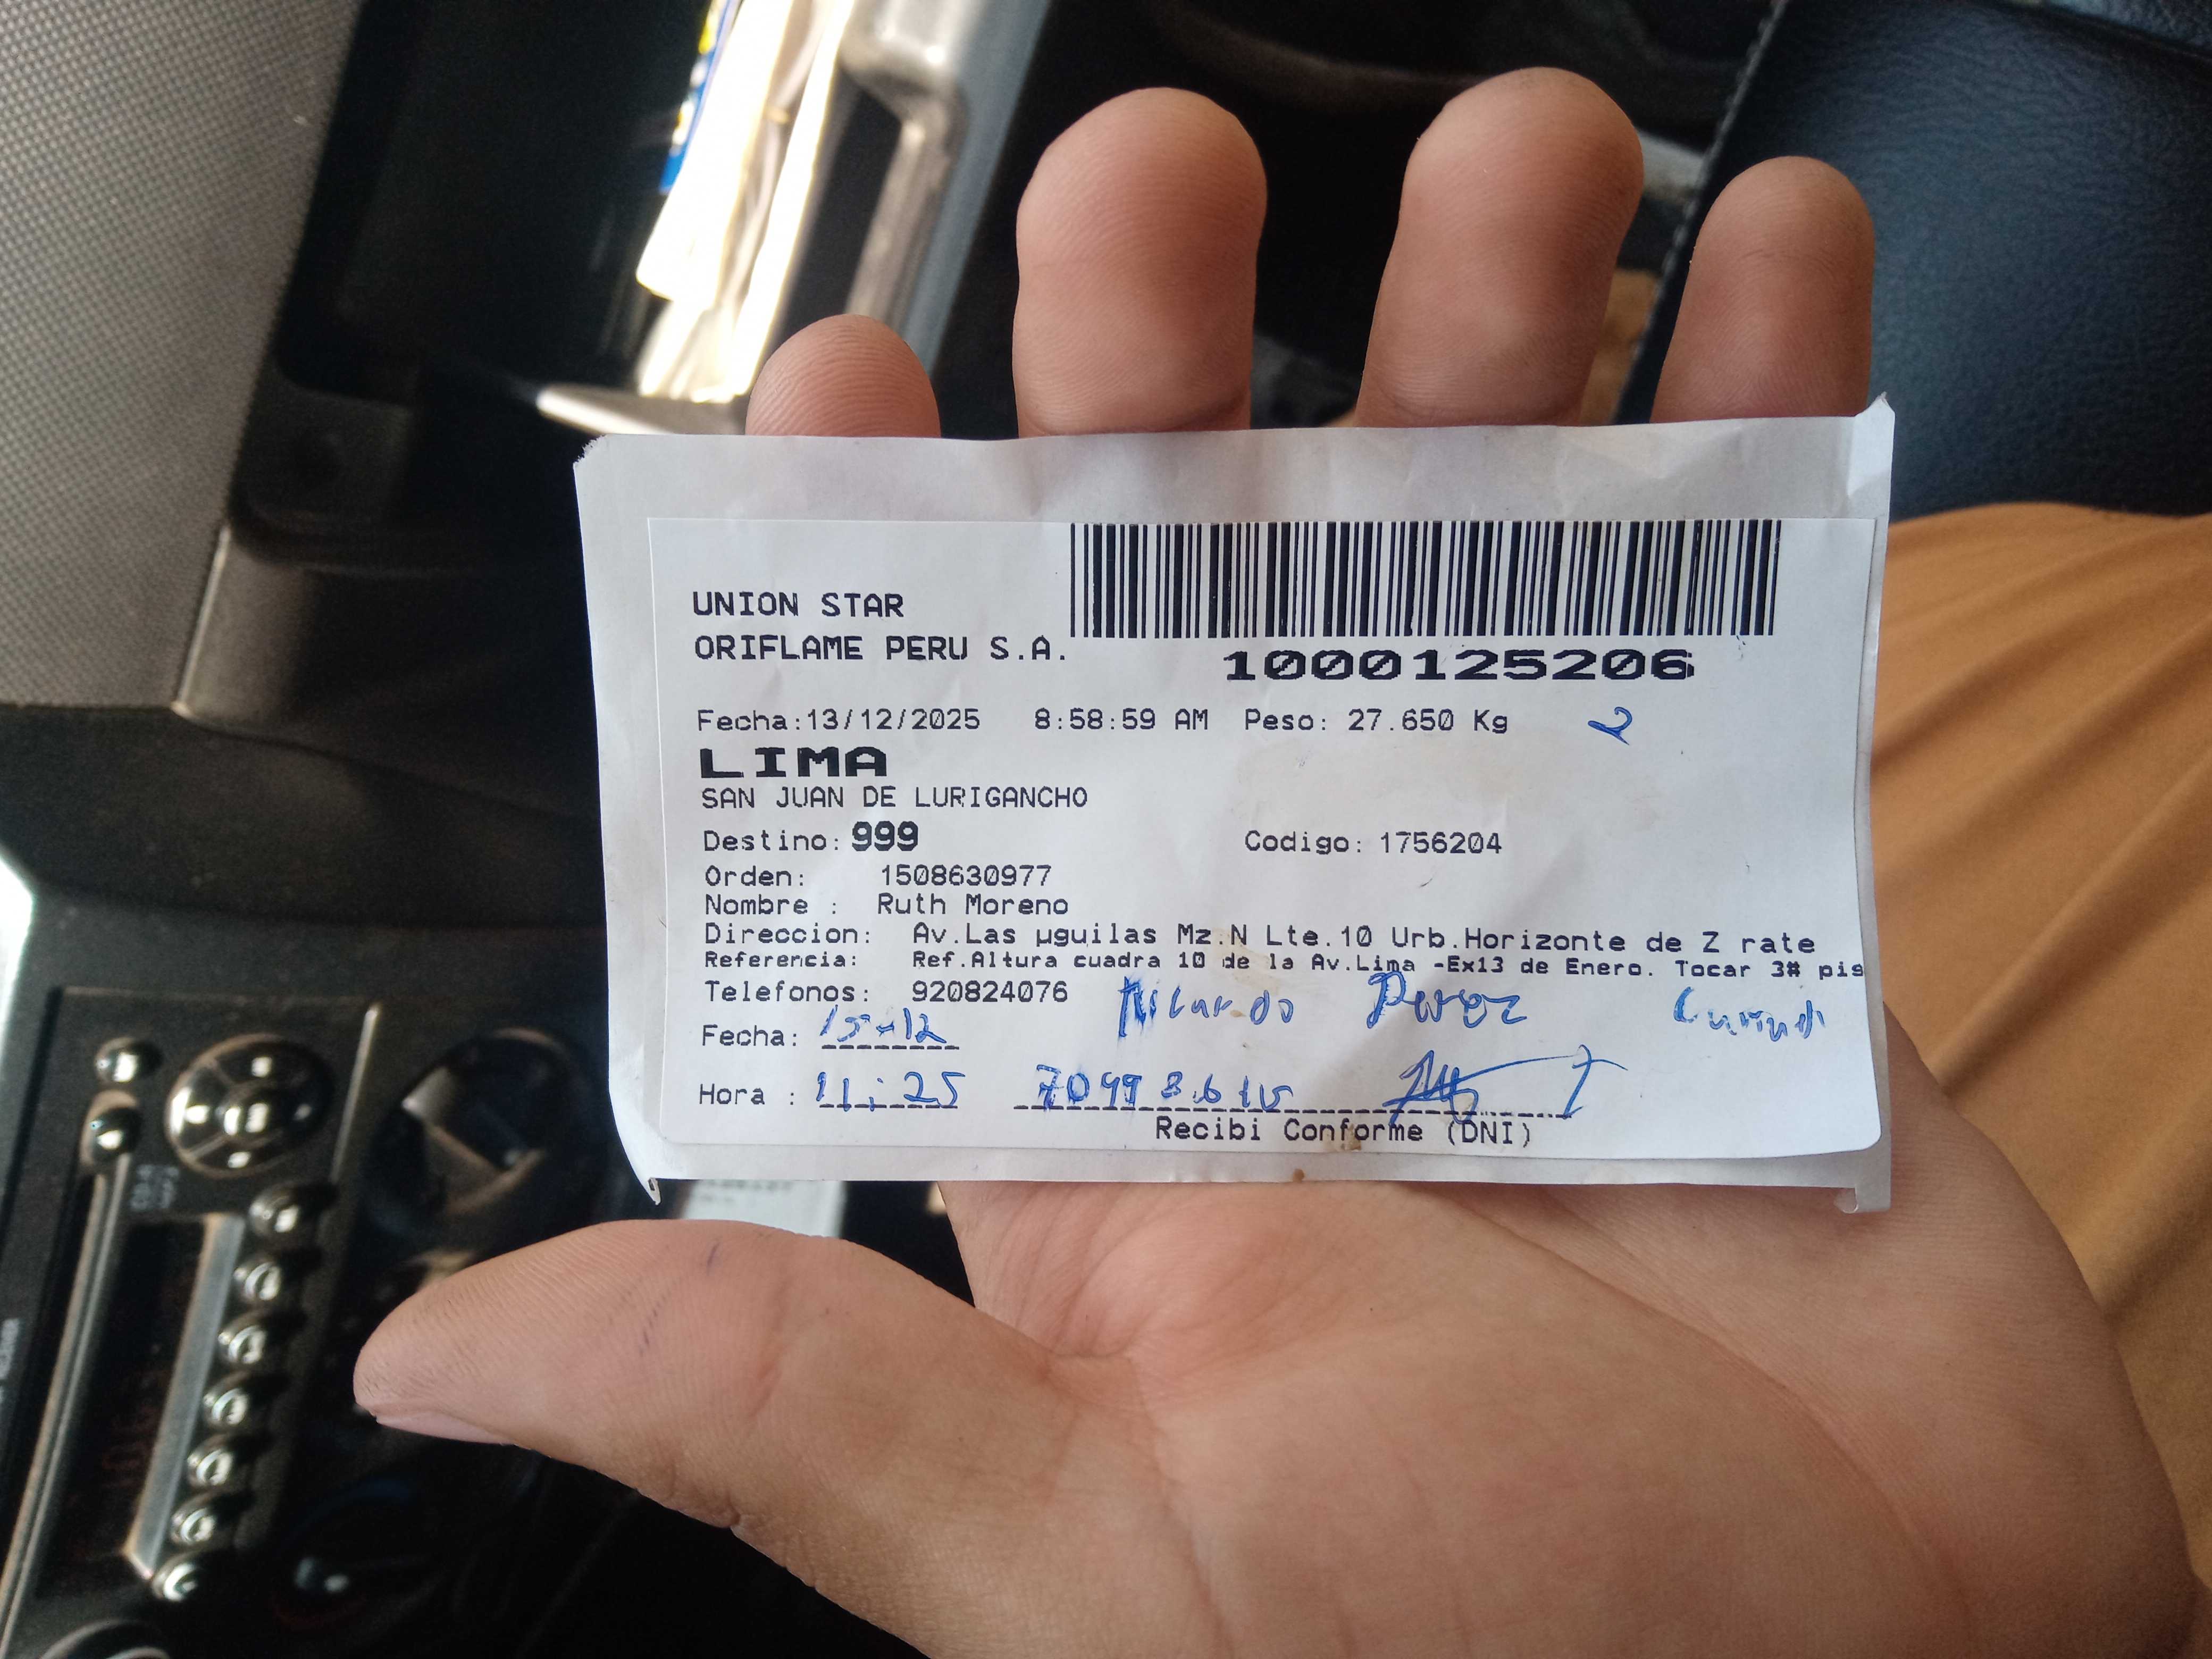 UNION STAR
ORIFLAME PERU S.A.
1000125206
Fecha:13/12/2025 8:58:59 AM Peso: 27.650 Kg 2
LIMA
SAN JUAN DE LURIGANCHO
Destino: 999 Codigo: 1756204
Orden: 1508630977
Nombre : Ruth Moreno
Direccion: Av.Las µguilas Mz.N Lte.10 Urb.Horizonte de Z rate
Referencia: Ref.Altura cuadra 10 de la Av.Lima -Ex13 de Enero. Tocar 3# pis
Telefonos: 920824076 Ricardo Perez
Fecha: 15-12
Hora : 11:25
Recibi Conforme (DNI)